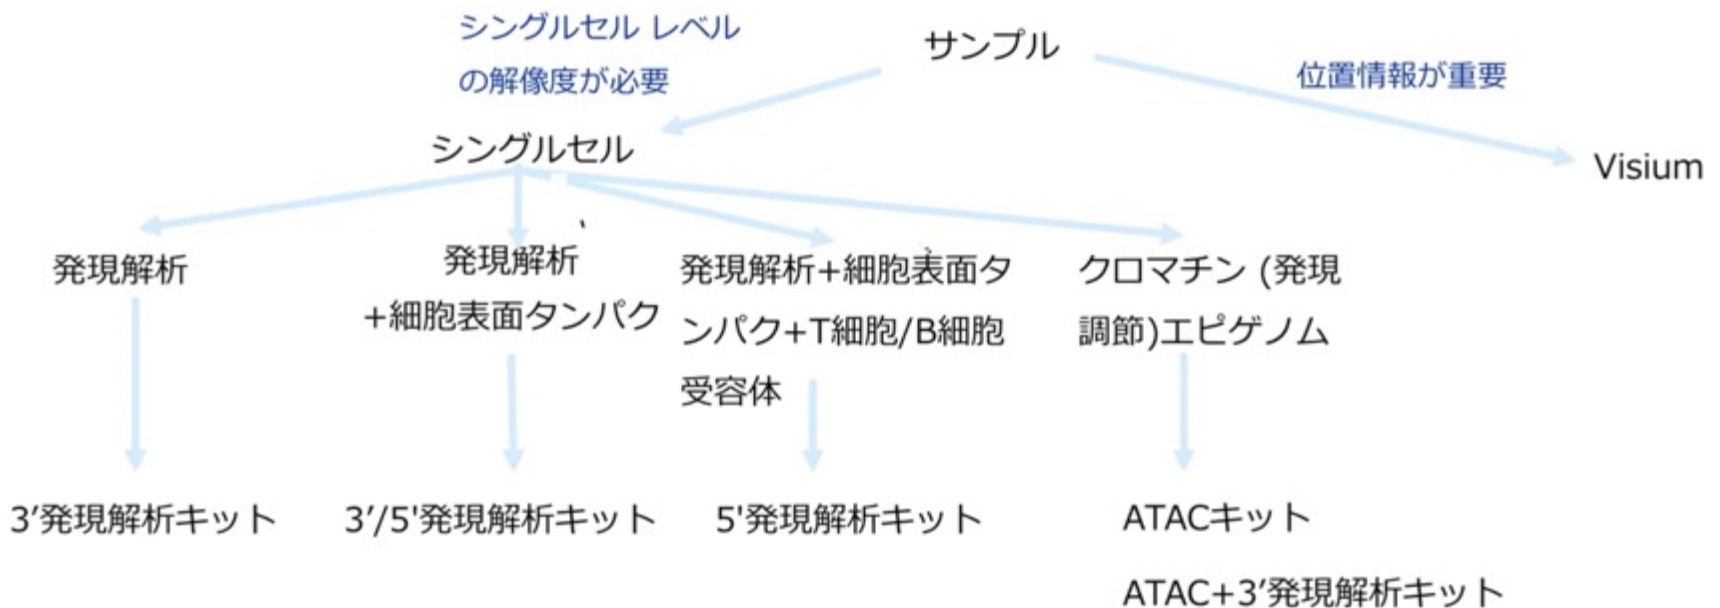 シングルセル レベル
の解像度が必要
サンプル
位置情報が重要
シングルセル
Visium
発現解析
発現解析
+細胞表面タンパク
発現解析+細胞表面タ
ンパク+T細胞/B細胞
受容体
クロマチン (発現
調節)エピゲノム
3′発現解析キット
3′/5'発現解析キット
5'発現解析キット
ATACキット
ATAC+3′発現解析キット